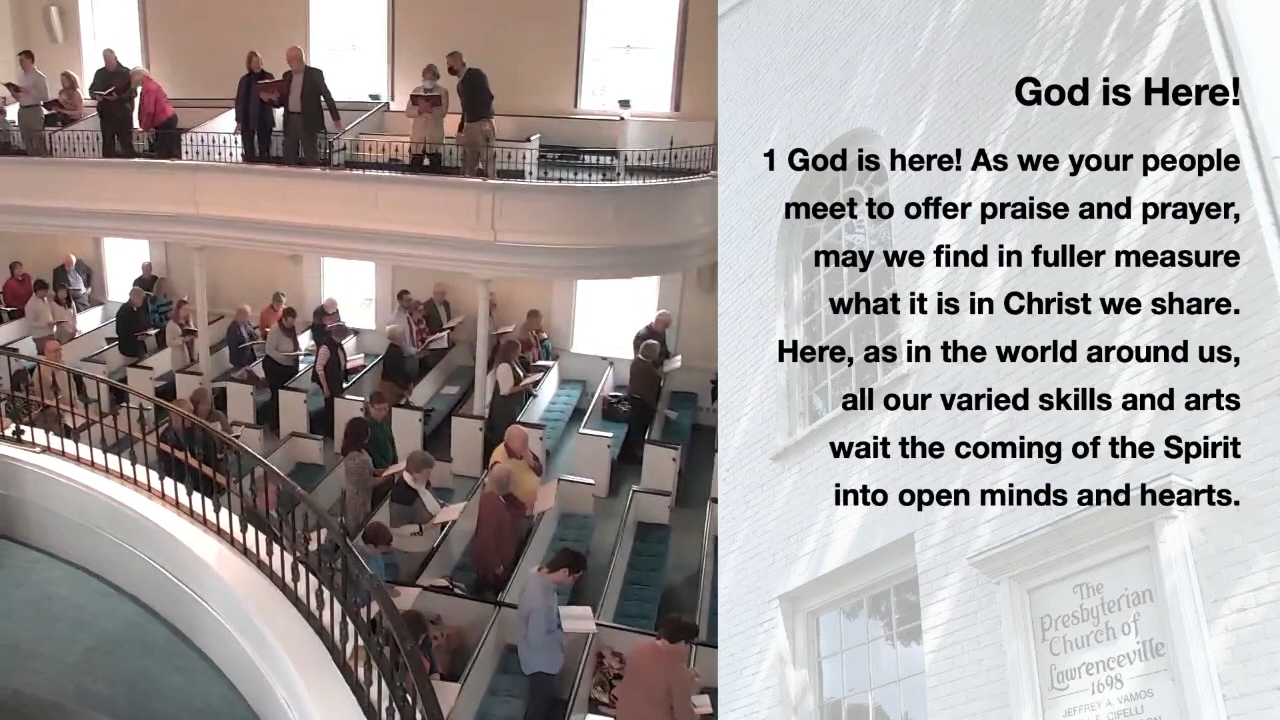 God is Here!
1 God is here! As we your people
meet to offer praise and prayer,
may we find in fuller measure
what it is in Christ we share.
Here, as in the world around us,
all our varied skills and arts
wait the coming of the Spirit
into open minds and hearts.
The
Presbyterian
Church of
Lawrenceville
1698
JEFFREY A. VAMOS
CIFELLI